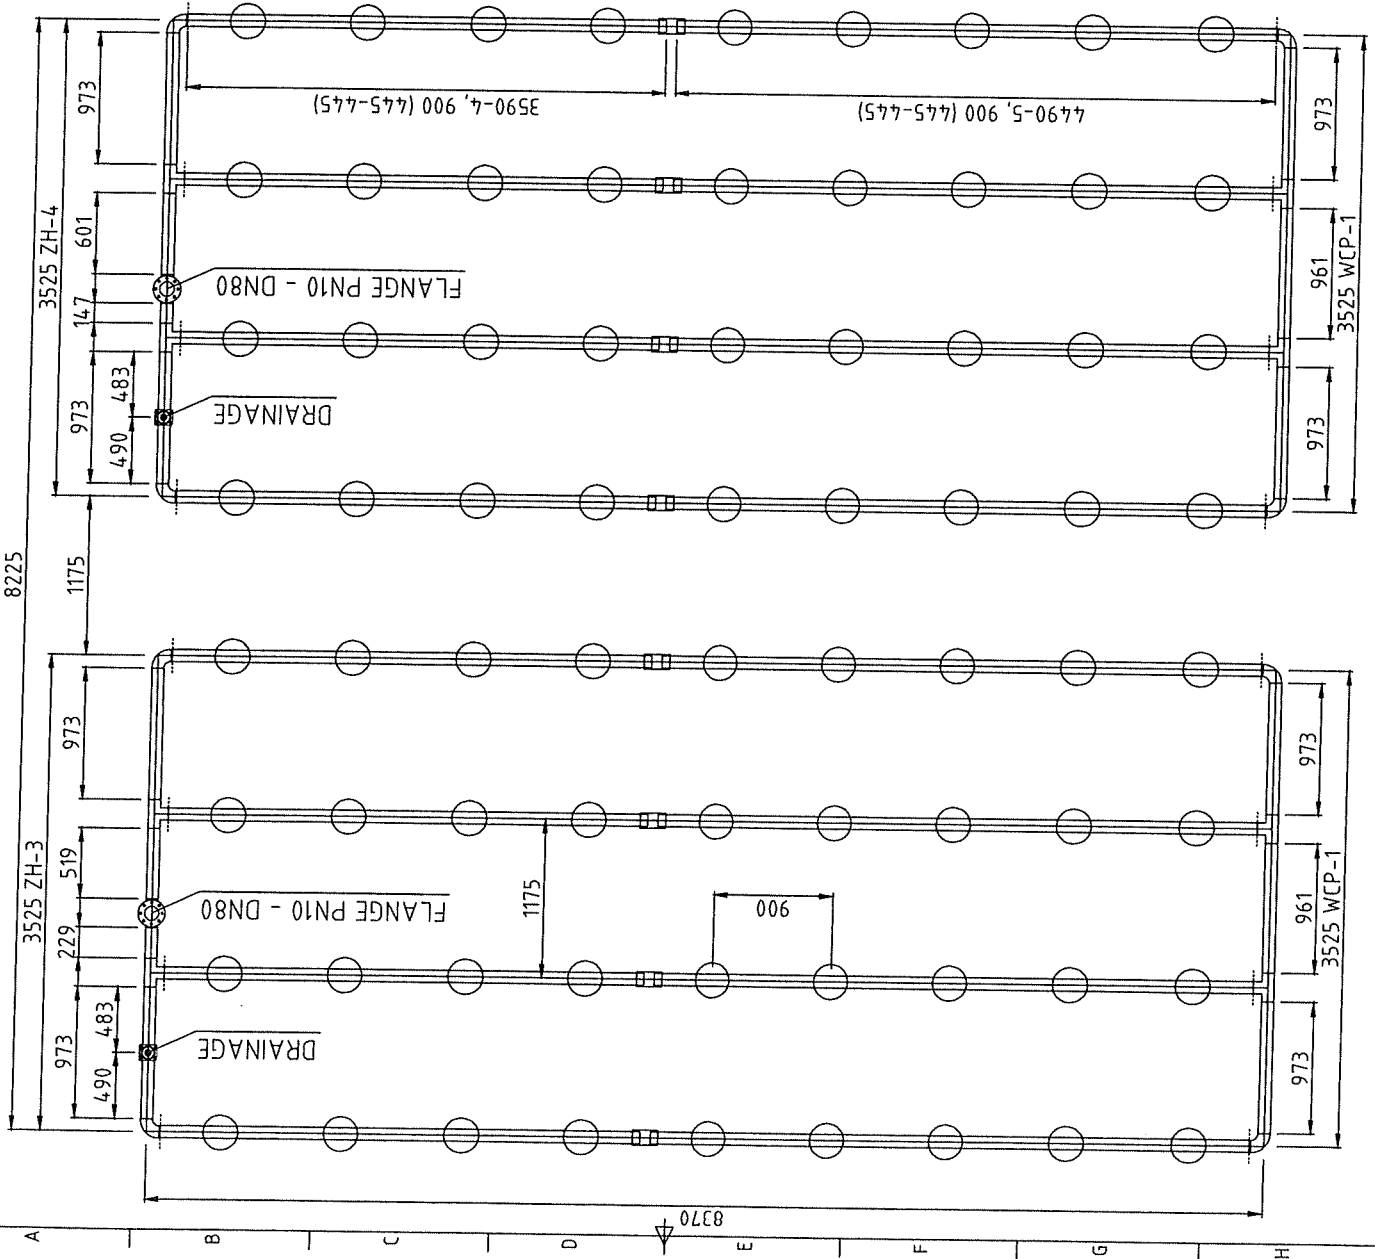 973
3590-4, 900 (445-445)
4490-5, 900 (445-445)
973
3525 ZH-4
601
FLANGE PN10 - DN80
147
961
3525 WCP-1
483
973
DRAINAGE
490
973
8225
1175
973
973
3525 ZH-3
519
FLANGE PN10 - DN80
1175
900
229
961
3525 WCP-1
483
973
DRAINAGE
490
973
8370
A
B
C
D
E
F
G
H